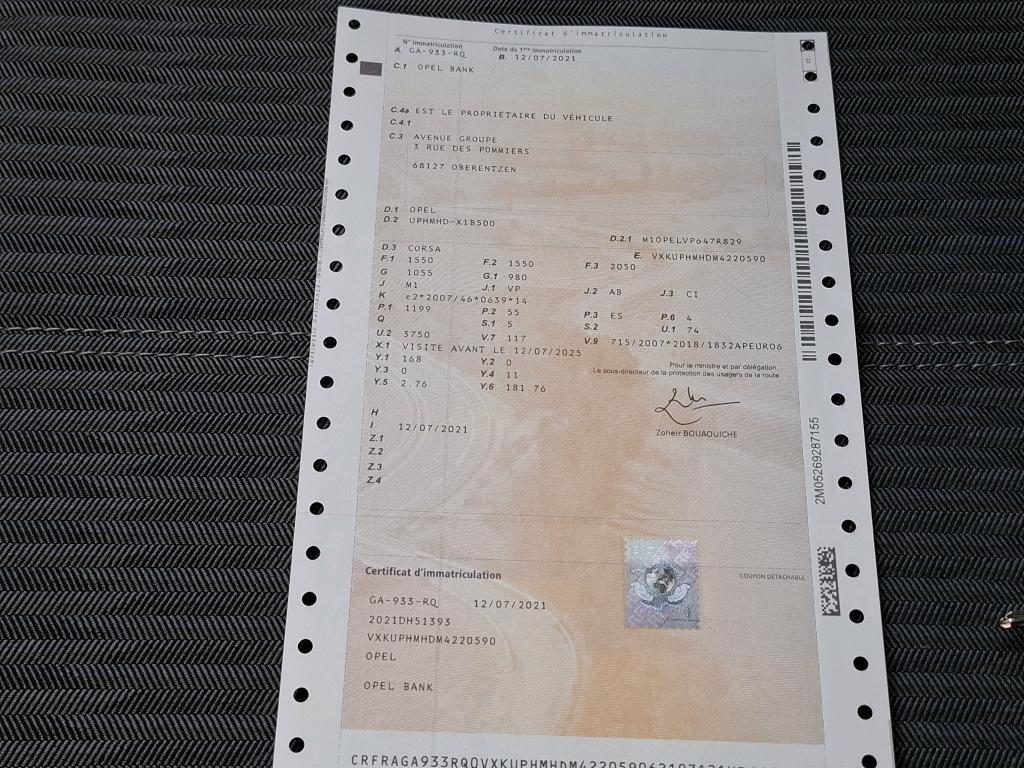 Certificat d'immatriculation
N° Immatriculation Date de 1ère Immatriculation
A. GA-933-RQ B. 12/07/2021
D
C.1 OPEL BANK
C.4a EST LE PROPRIÉTAIRE DU VÉHICULE
C.4.1
C.3 AVENUE GROUPE
3 RUE DES POMMIERS
68127 OBERENTZEN
D.1 OPEL
D.2 UPHMHD-X1B500
D.2.1 M10PELVP647R829
D.3 CORSA E. VXKUPHMHDM4220590
F.1 1550 F.2 1550 F.3 2050
G 1055 G.1 980
J M1 J.1 VP J.2 AB J.3 CI
K e2*2007/46*0639*14
P.1 1199 P.2 55 P.3 ES P.6 4
Q S.1 5 S.2 U.1 74
U.2 3750 V.7 117 V.9 715/2007*2018/1832APEURO6
X.1 VISITE AVANT LE 12/07/2025
Y.1 168 Y.2 0
Y.3 0 Y.4 11
Y.5 2.76 Y.6 181.76
Pour le ministre et par délégation,
Le sous-directeur de la protection des usagers de la route
Zoheir BOUAOUICHE
H
I 12/07/2021
Z.1
Z.2
Z.3
Z.4
2M05269287155
Certificat d'immatriculation
COUPON DÉTACHABLE
GA-933-RQ 12/07/2021
2021DH51393
VXKUPHMHDM4220590
OPEL
OPEL BANK